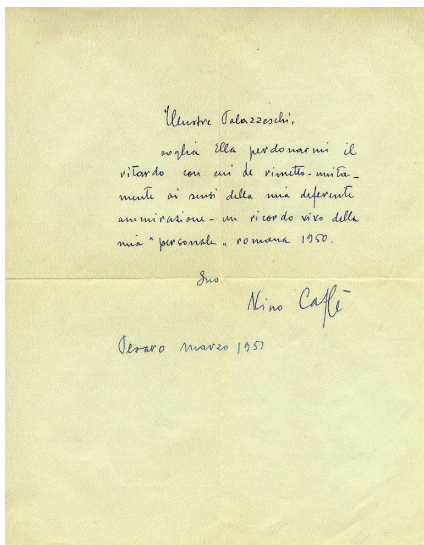 Illustre Palazzeschi,
voglia Ella perdonarmi il
ritardo con cui Le rimetto - unita-
mente ai sensi della mia deferente
ammirazione - un ricordo vivo della
mia "personale" romana 1950.
Suo
Nino Caffè
Pesaro marzo 1951